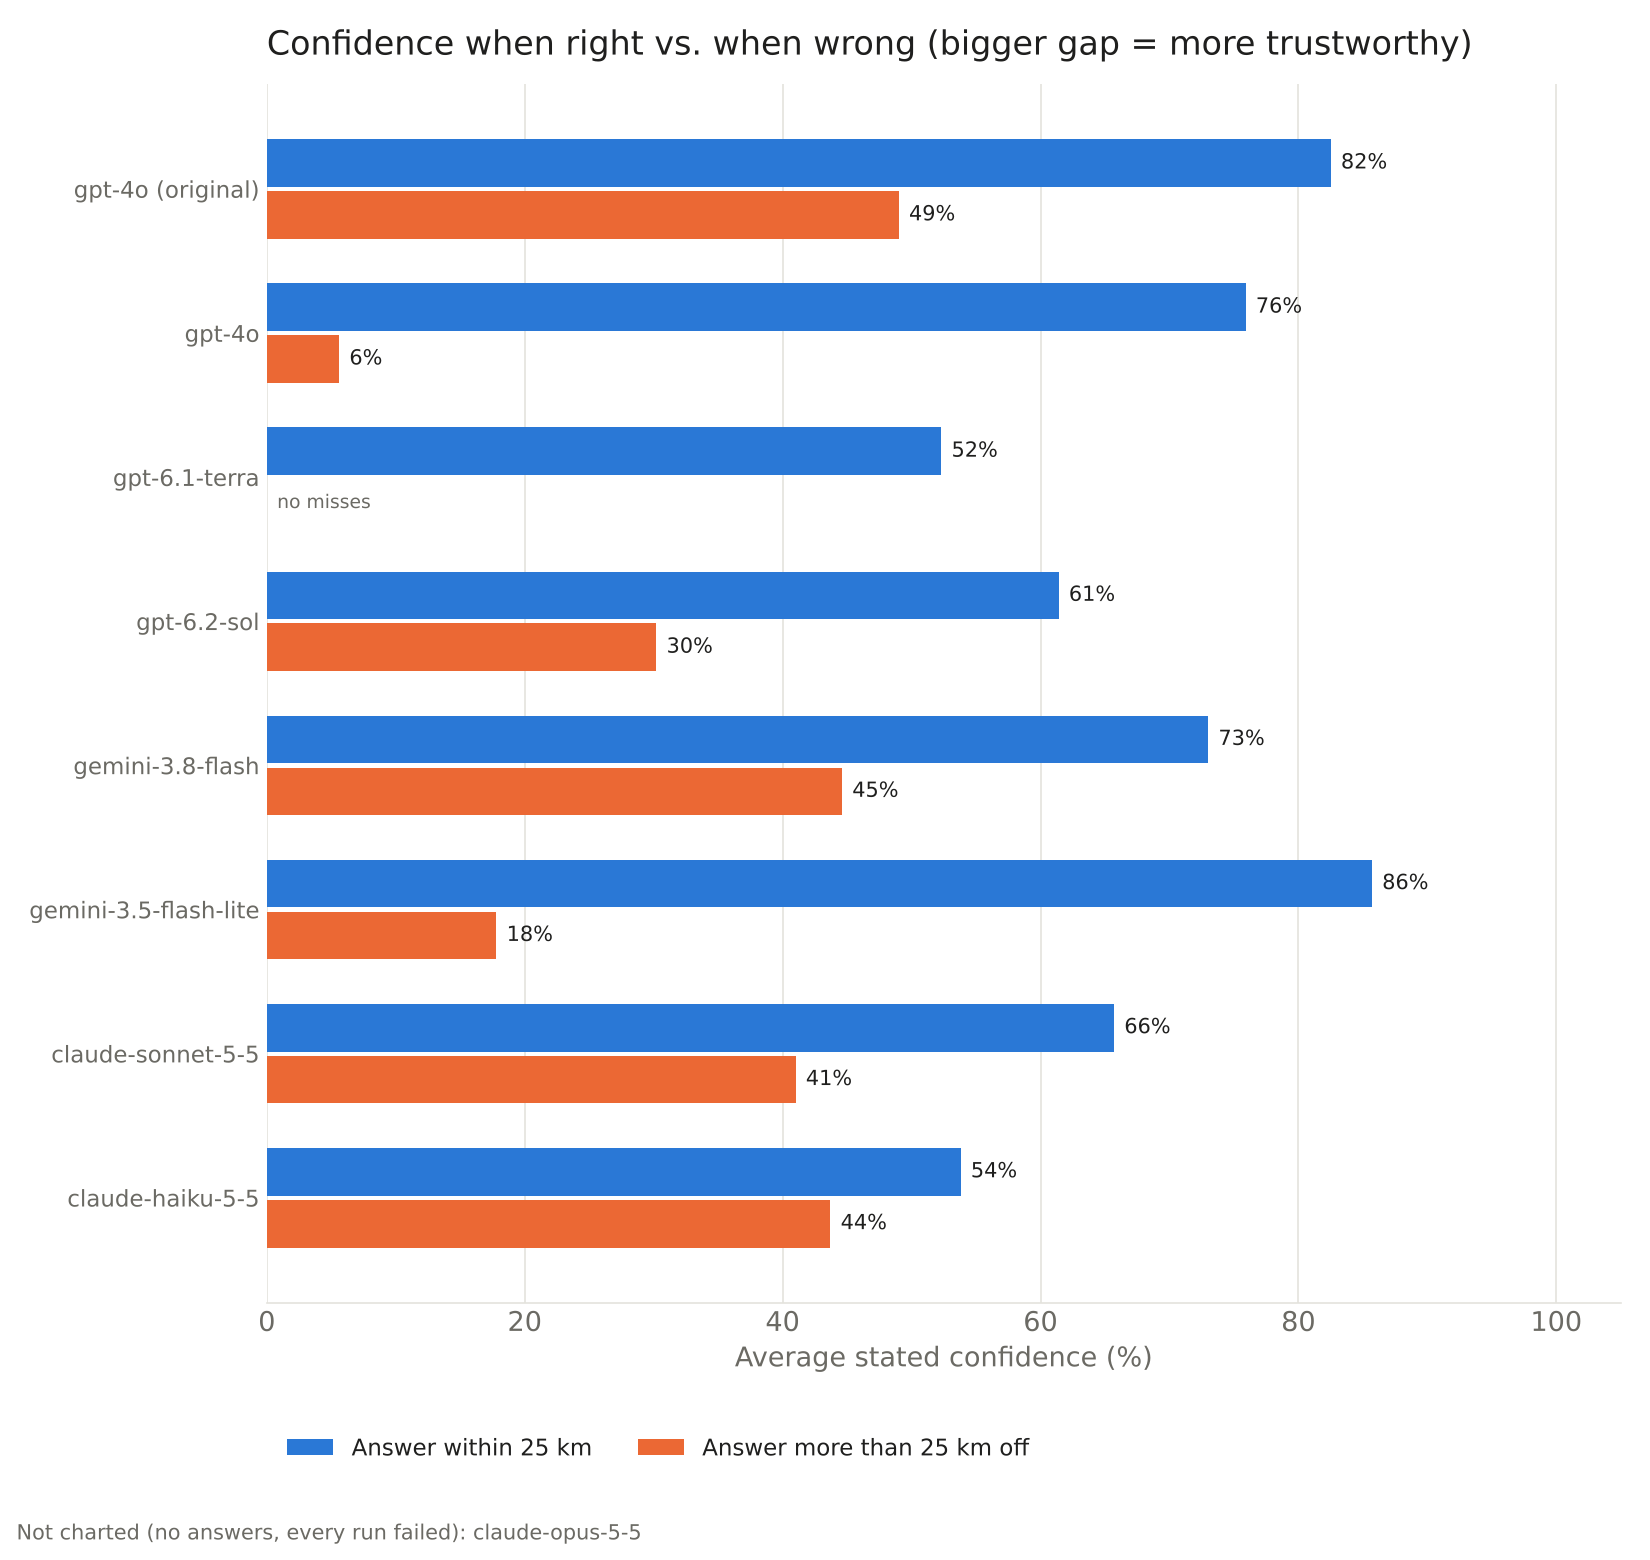 Confidence when right vs. when wrong (bigger gap = more trustworthy)
gpt-4o (original)
82%
49%
gpt-4o
76%
6%
gpt-6.1-terra
52%
no misses
gpt-6.2-sol
61%
30%
gemini-3.8-flash
73%
45%
gemini-3.5-flash-lite
86%
18%
claude-sonnet-5-5
66%
41%
claude-haiku-5-5
54%
44%
0 20 40 60 80 100
Average stated confidence (%)
Answer within 25 km Answer more than 25 km off
Not charted (no answers, every run failed): claude-opus-5-5